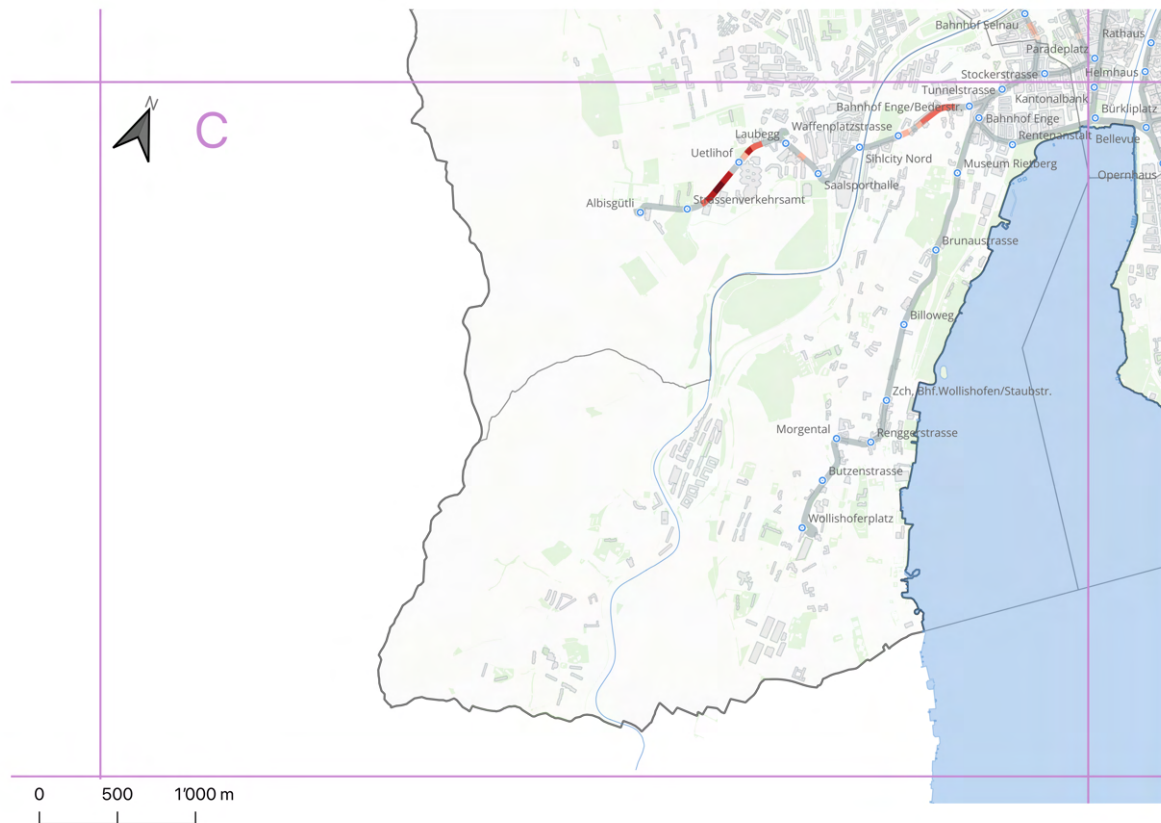 Bahnhof Selnau
Rathaus
Paradeplatz
Stockerstrasse
Helmhaus
Tunnelstrasse
N
Kantonalbank
Bahnhof Enge/Bederstr.
Bürkliplatz
C
Bahnhof Enge
Waffenplatzstrasse
Laubegg
Rentenanstalt
Bellevue
Uetlihof
Sihlcity Nord
Museum Rietberg
Opernhaus
Saalsporthalle
Albisgütli
Strassenverkehrsamt
Brunaustrasse
Billoweg
Zch, Bhf.Wollishofen/Staubstr.
Morgental
Renggerstrasse
Butzenstrasse
Wollishoferplatz
0 500 1'000 m